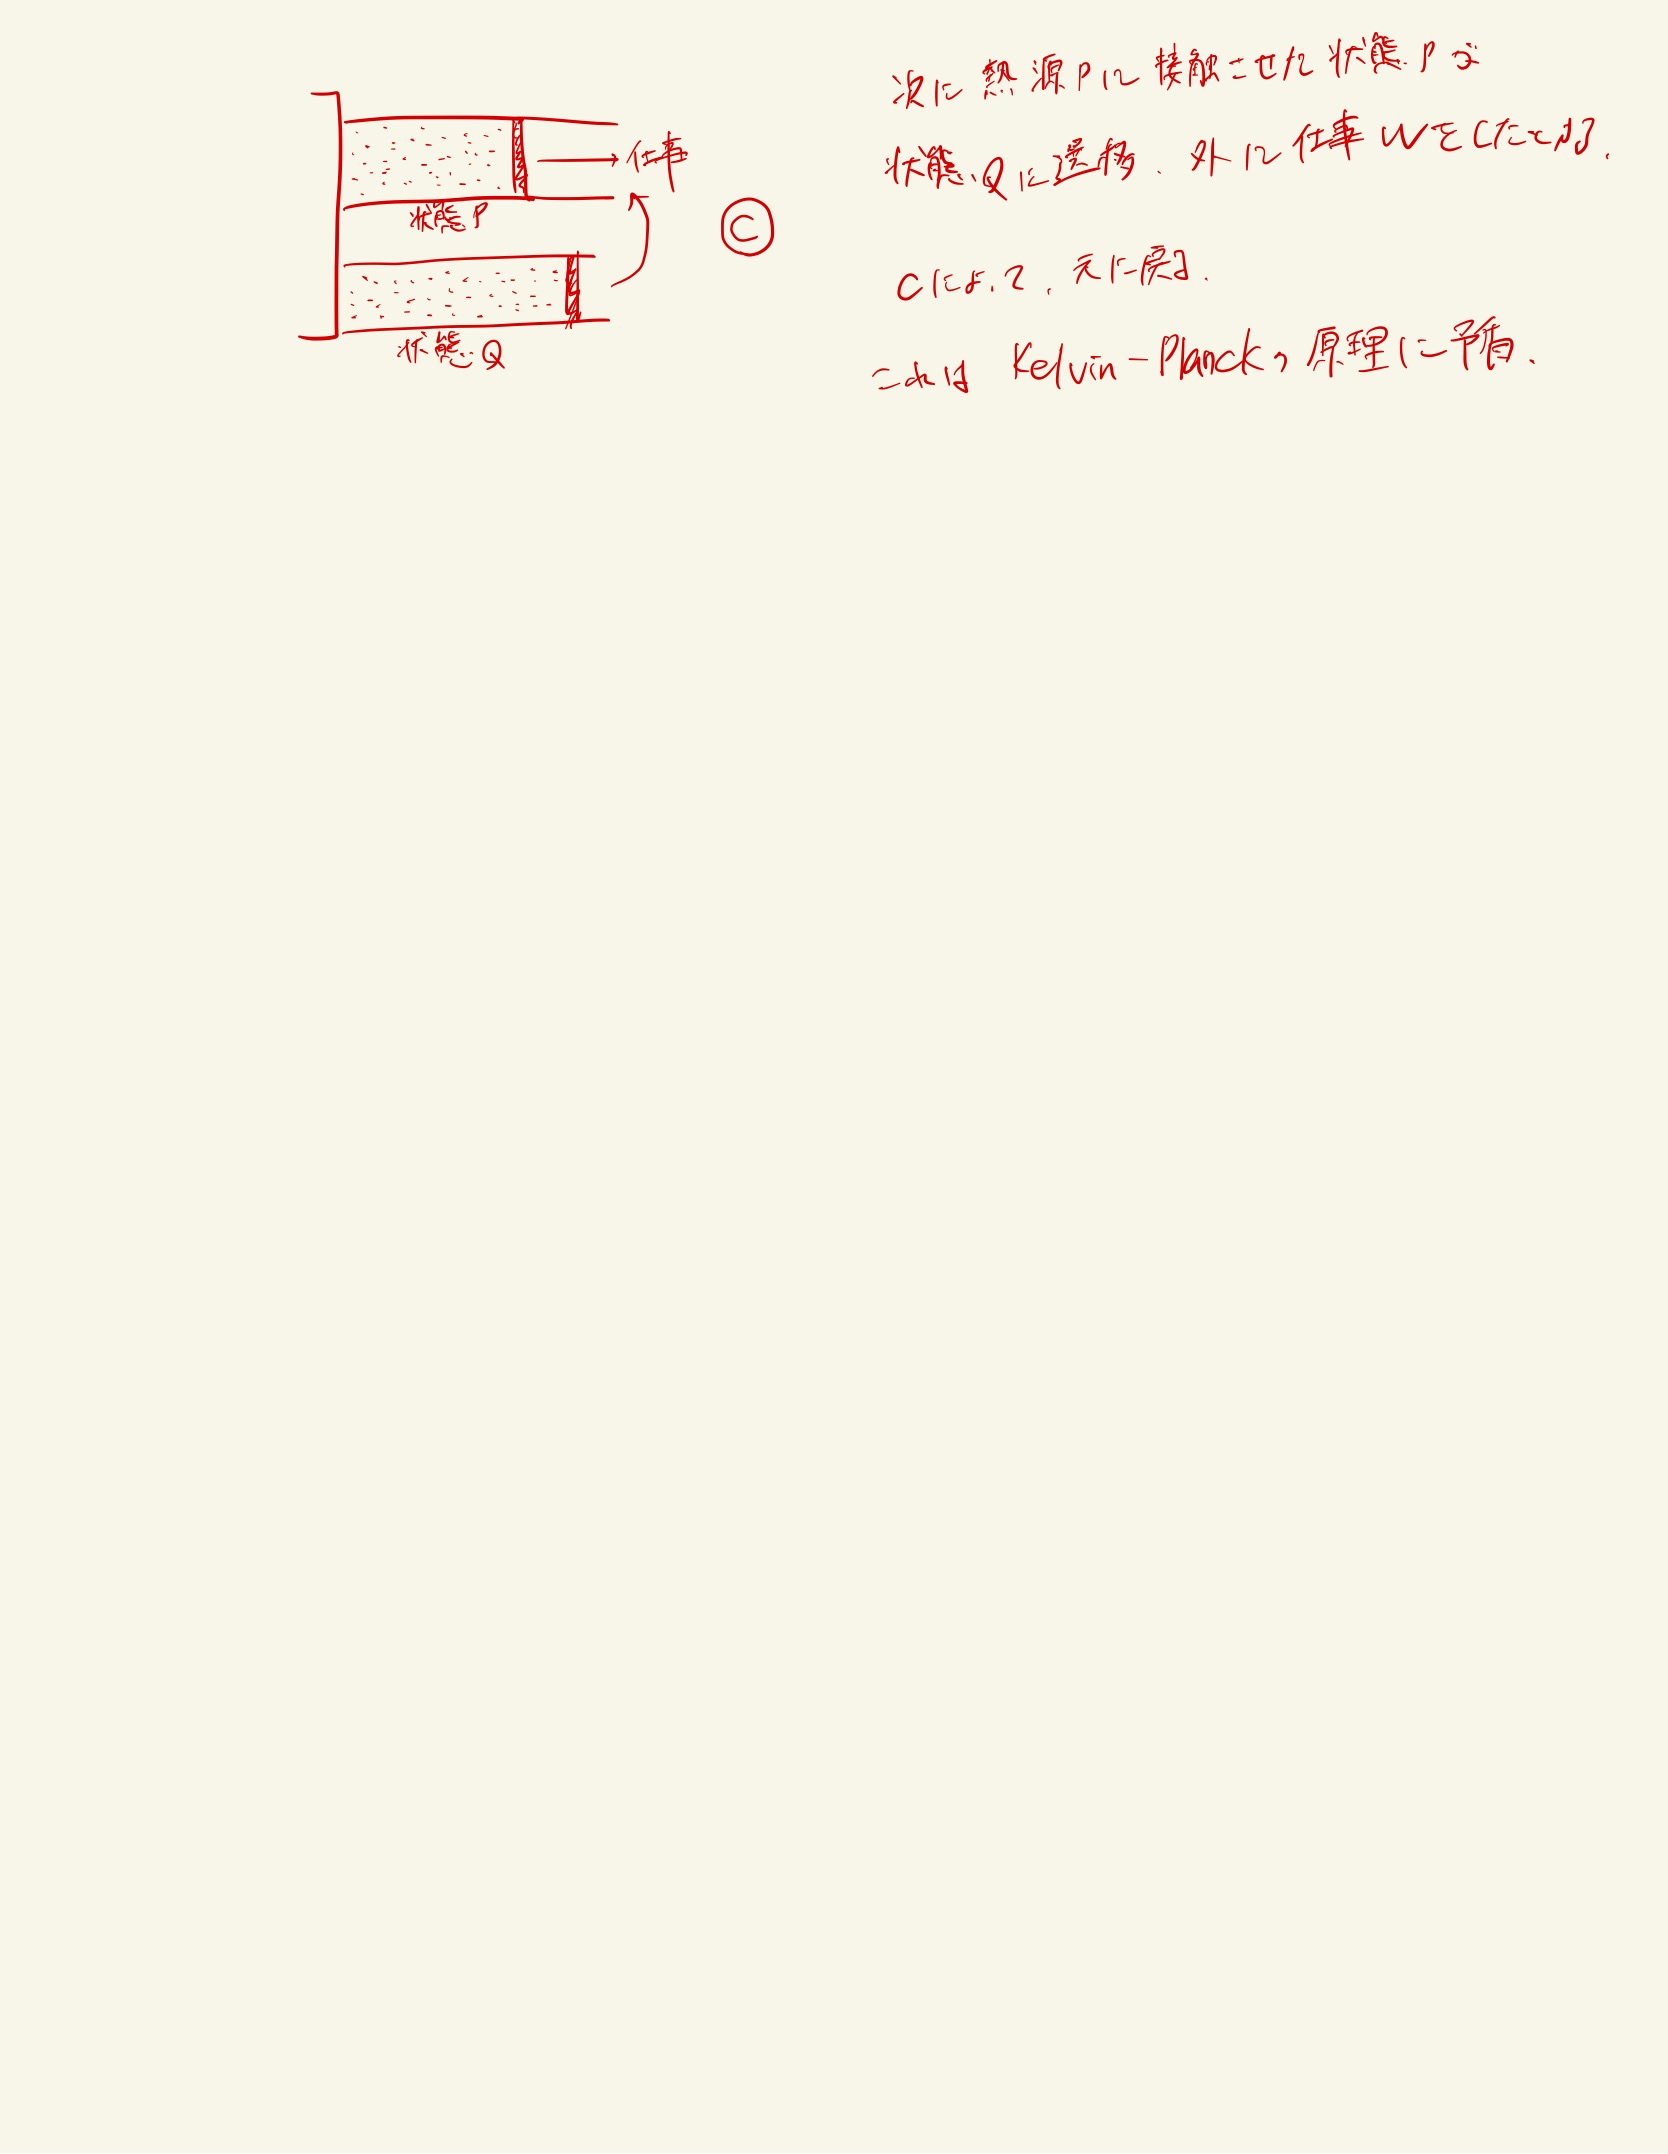 仕事
状態P
状態Q
C
次に熱源Pに接触させた状態Pが
状態Qに遷移、外に仕事WをしたとするC
Cによって、元に戻る.
これは Kelvin-Planckの原理に矛盾.